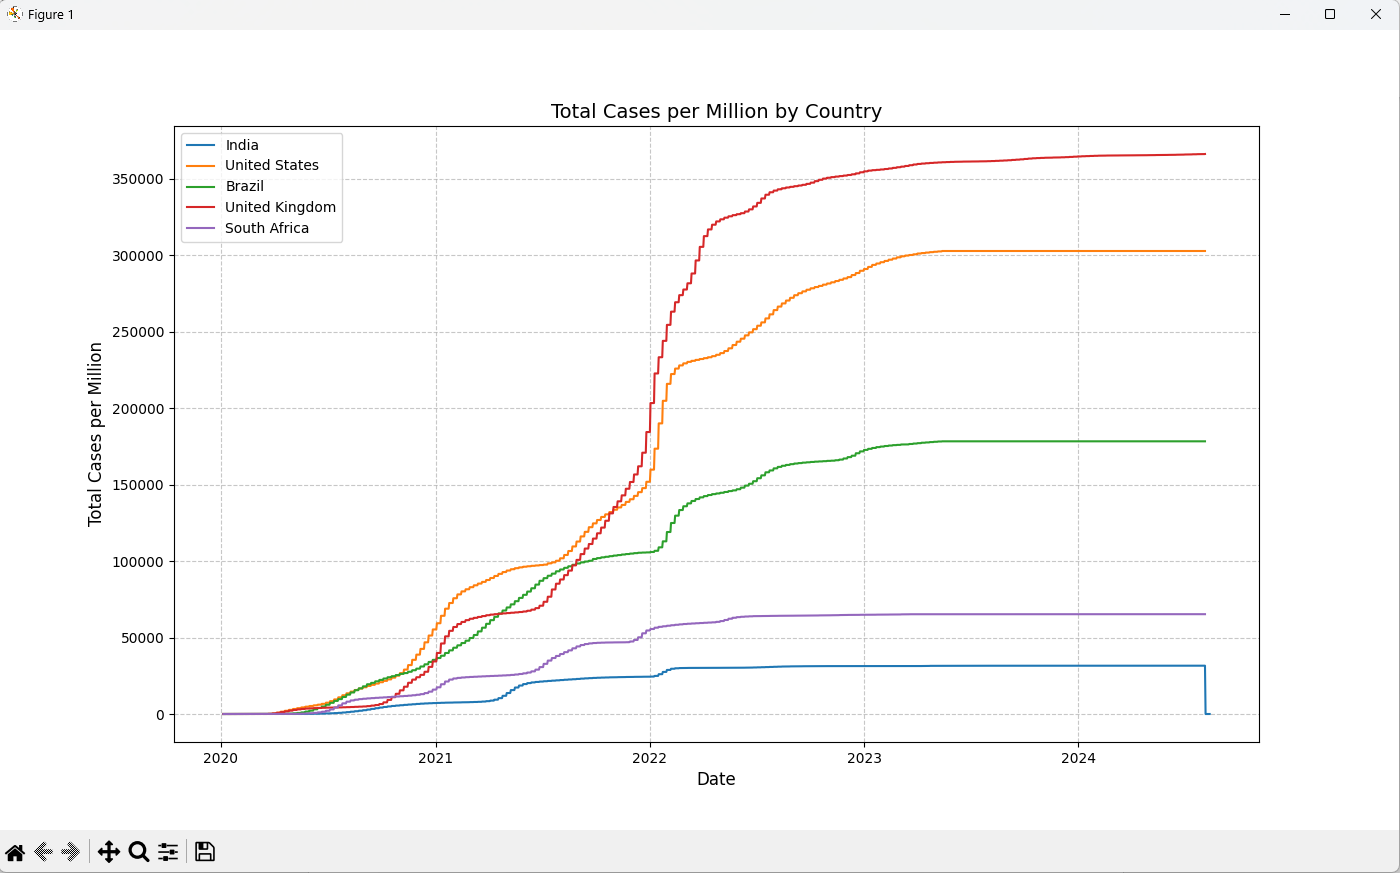 Figure 1
Total Cases per Million by Country
India
United States
Brazil
United Kingdom
South Africa
350000
300000
250000
200000
150000
100000
50000
0
Total Cases per Million
2020 2021 2022 2023 2024
Date